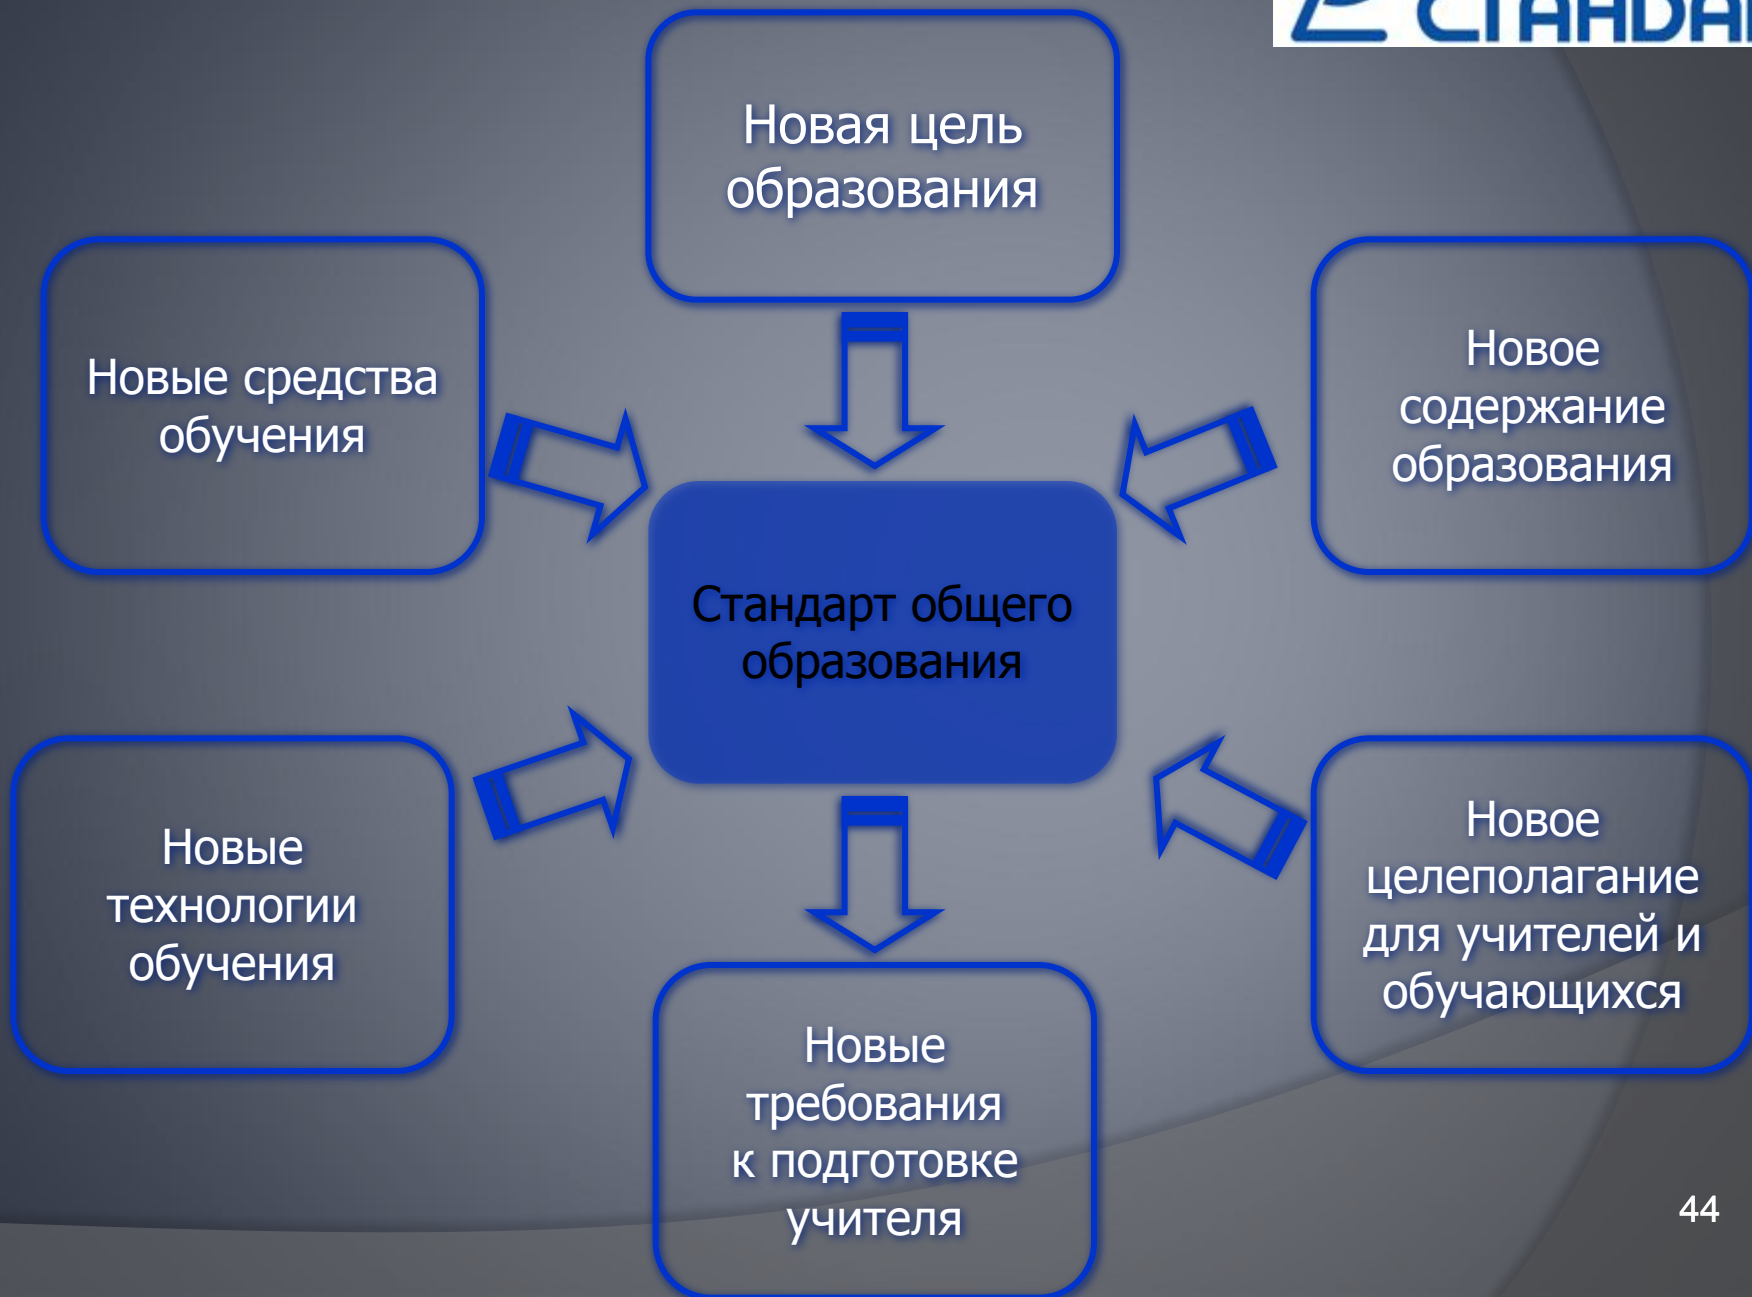 Новая цель
образования
Новые средства
обучения
Новое
содержание
образования
Стандарт общего
образования
Новые
технологии
обучения
Новое
целеполагание
для учителей и
обучающихся
Новые
требования
к подготовке
учителя
44